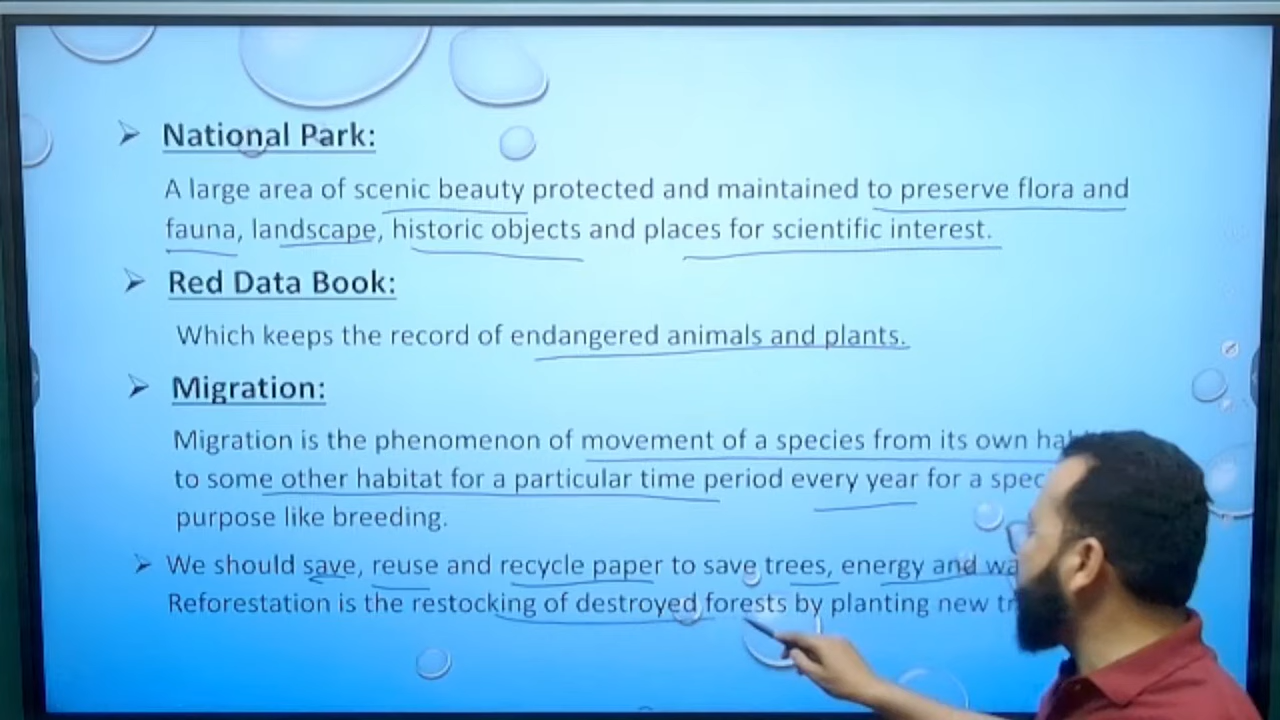 National Park:
A large area of scenic beauty protected and maintained to preserve flora and
fauna, landscape, historic objects and places for scientific interest.
Red Data Book:
Which keeps the record of endangered animals and plants.
Migration:
Migration is the phenomenon of movement of a species from its own
to some other habitat for a particular time period every year for a
purpose like breeding.
We should save, reuse and recycle paper to save trees, energy and
Reforestation is the restocking of destroyed forests by planting new